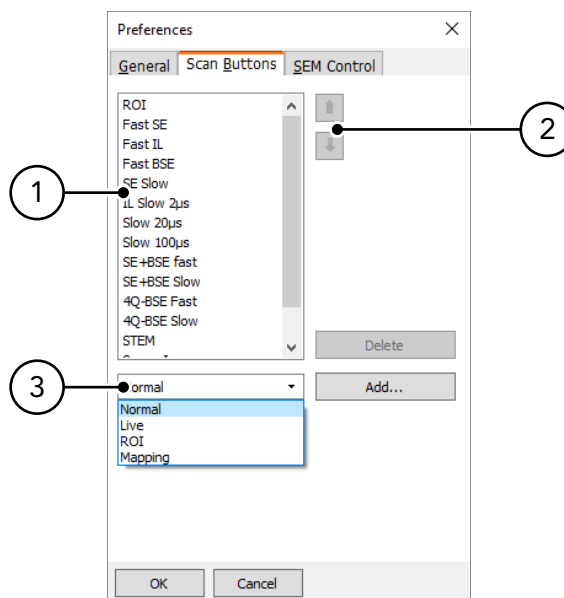 Preferences
General Scan Buttons SEM Control
ROI
Fast SE
Fast IL
Fast BSE
SE Slow
IL Slow 2µs
Slow 20µs
Slow 100µs
SE+BSE fast
SE+BSE Slow
4Q-BSE Fast
4Q-BSE Slow
STEM
Delete
ormal
Add...
Normal
Live
ROI
Mapping
OK Cancel
1
2
3